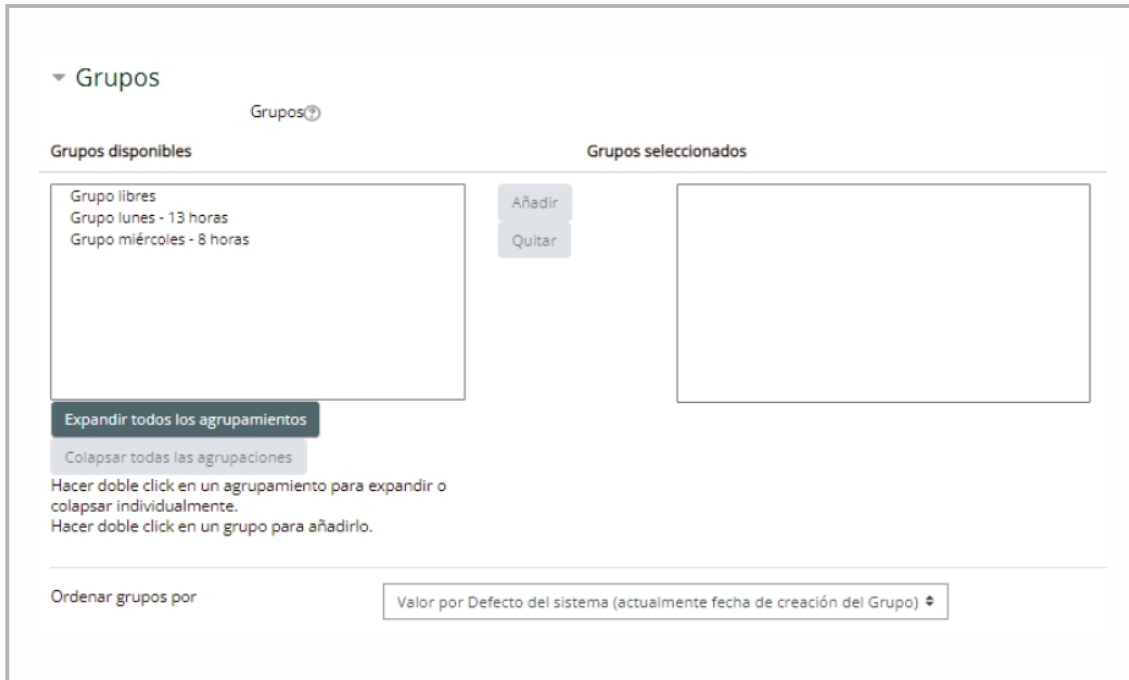 Grupos
Grupos
Grupos disponibles
Grupos seleccionados
Grupo libres
Grupo lunes - 13 horas
Grupo miércoles - 8 horas
Añadir
Quitar
Expandir todos los agrupamientos
Colapsar todas las agrupaciones
Hacer doble click en un agrupamiento para expandir o
colapsar individualmente.
Hacer doble click en un grupo para añadirlo.
Ordenar grupos por
Valor por Defecto del sistema (actualmente fecha de creación del Grupo)